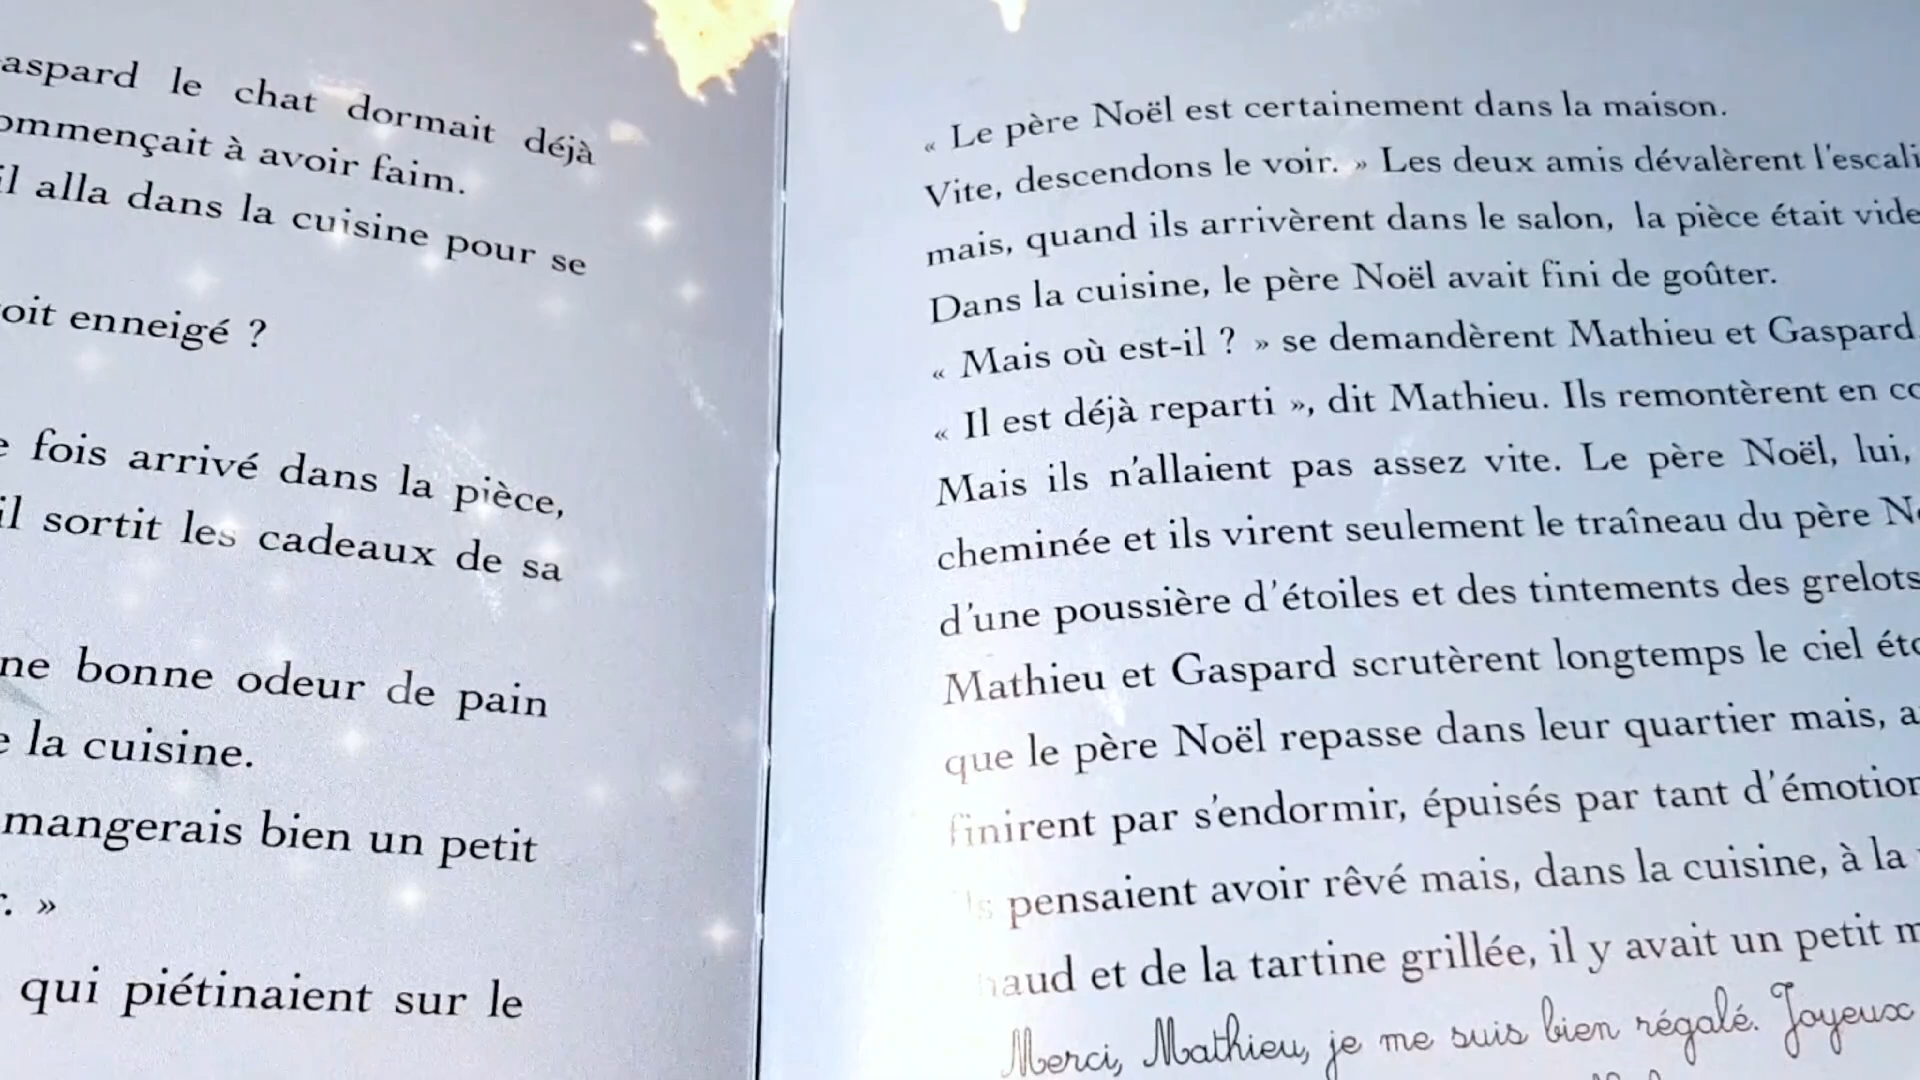 aspard le chat dormait déjà
ommençait à avoir faim.
il alla dans la cuisine pour se
oit enneigé ?
fois arrivé dans la pièce,
il sortit les cadeaux de sa
ne bonne odeur de pain
la cuisine.
mangerais bien un petit
. »
qui piétinaient sur le
« Le père Noël est certainement dans la maison.
Vite, descendons le voir. » Les deux amis dévalèrent l'escali
mais, quand ils arrivèrent dans le salon, la pièce était vide
Dans la cuisine, le père Noël avait fini de goûter.
« Mais où est-il ? » se demandèrent Mathieu et Gaspard.
« Il est déjà reparti », dit Mathieu. Ils remontèrent en co
Mais ils n'allaient pas assez vite. Le père Noël, lui,
cheminée et ils virent seulement le traîneau du père No
d'une poussière d'étoiles et des tintements des grelots
Mathieu et Gaspard scrutèrent longtemps le ciel éto
que le père Noël repasse dans leur quartier mais, a
finirent par s'endormir, épuisés par tant d'émotion
ls pensaient avoir rêvé mais, dans la cuisine, à la
haud et de la tartine grillée, il y avait un petit m
Merci, Mathieu, je me suis bien régalé. Joyeux